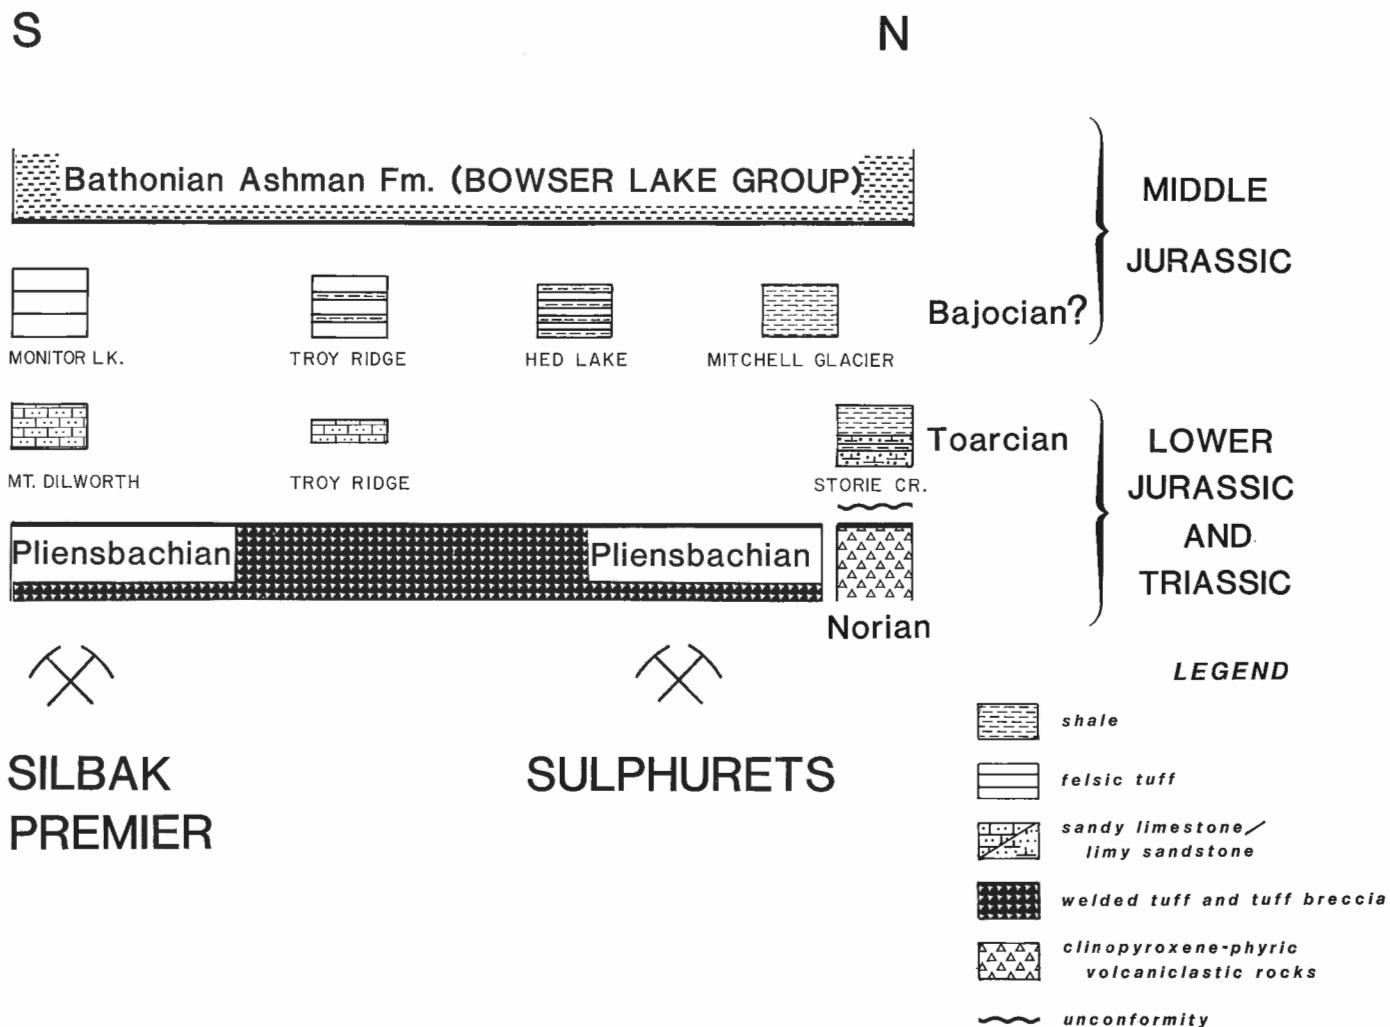 S
N
Bathonian Ashman Fm. (BOWSER LAKE GROUP)
MIDDLE
JURASSIC
Bajocian?
MONITOR LK.
TROY RIDGE
HED LAKE
MITCHELL GLACIER
Toarcian
LOWER
JURASSIC
AND
TRIASSIC
MT. DILWORTH
TROY RIDGE
STORIE CR.
Pliensbachian
Pliensbachian
Norian
SILBAK
PREMIER
SULPHURETS
LEGEND
shale
felsic tuff
sandy limestone/
limy sandstone
welded tuff and tuff breccia
clinopyroxene-phyric
volcaniclastic rocks
unconformity